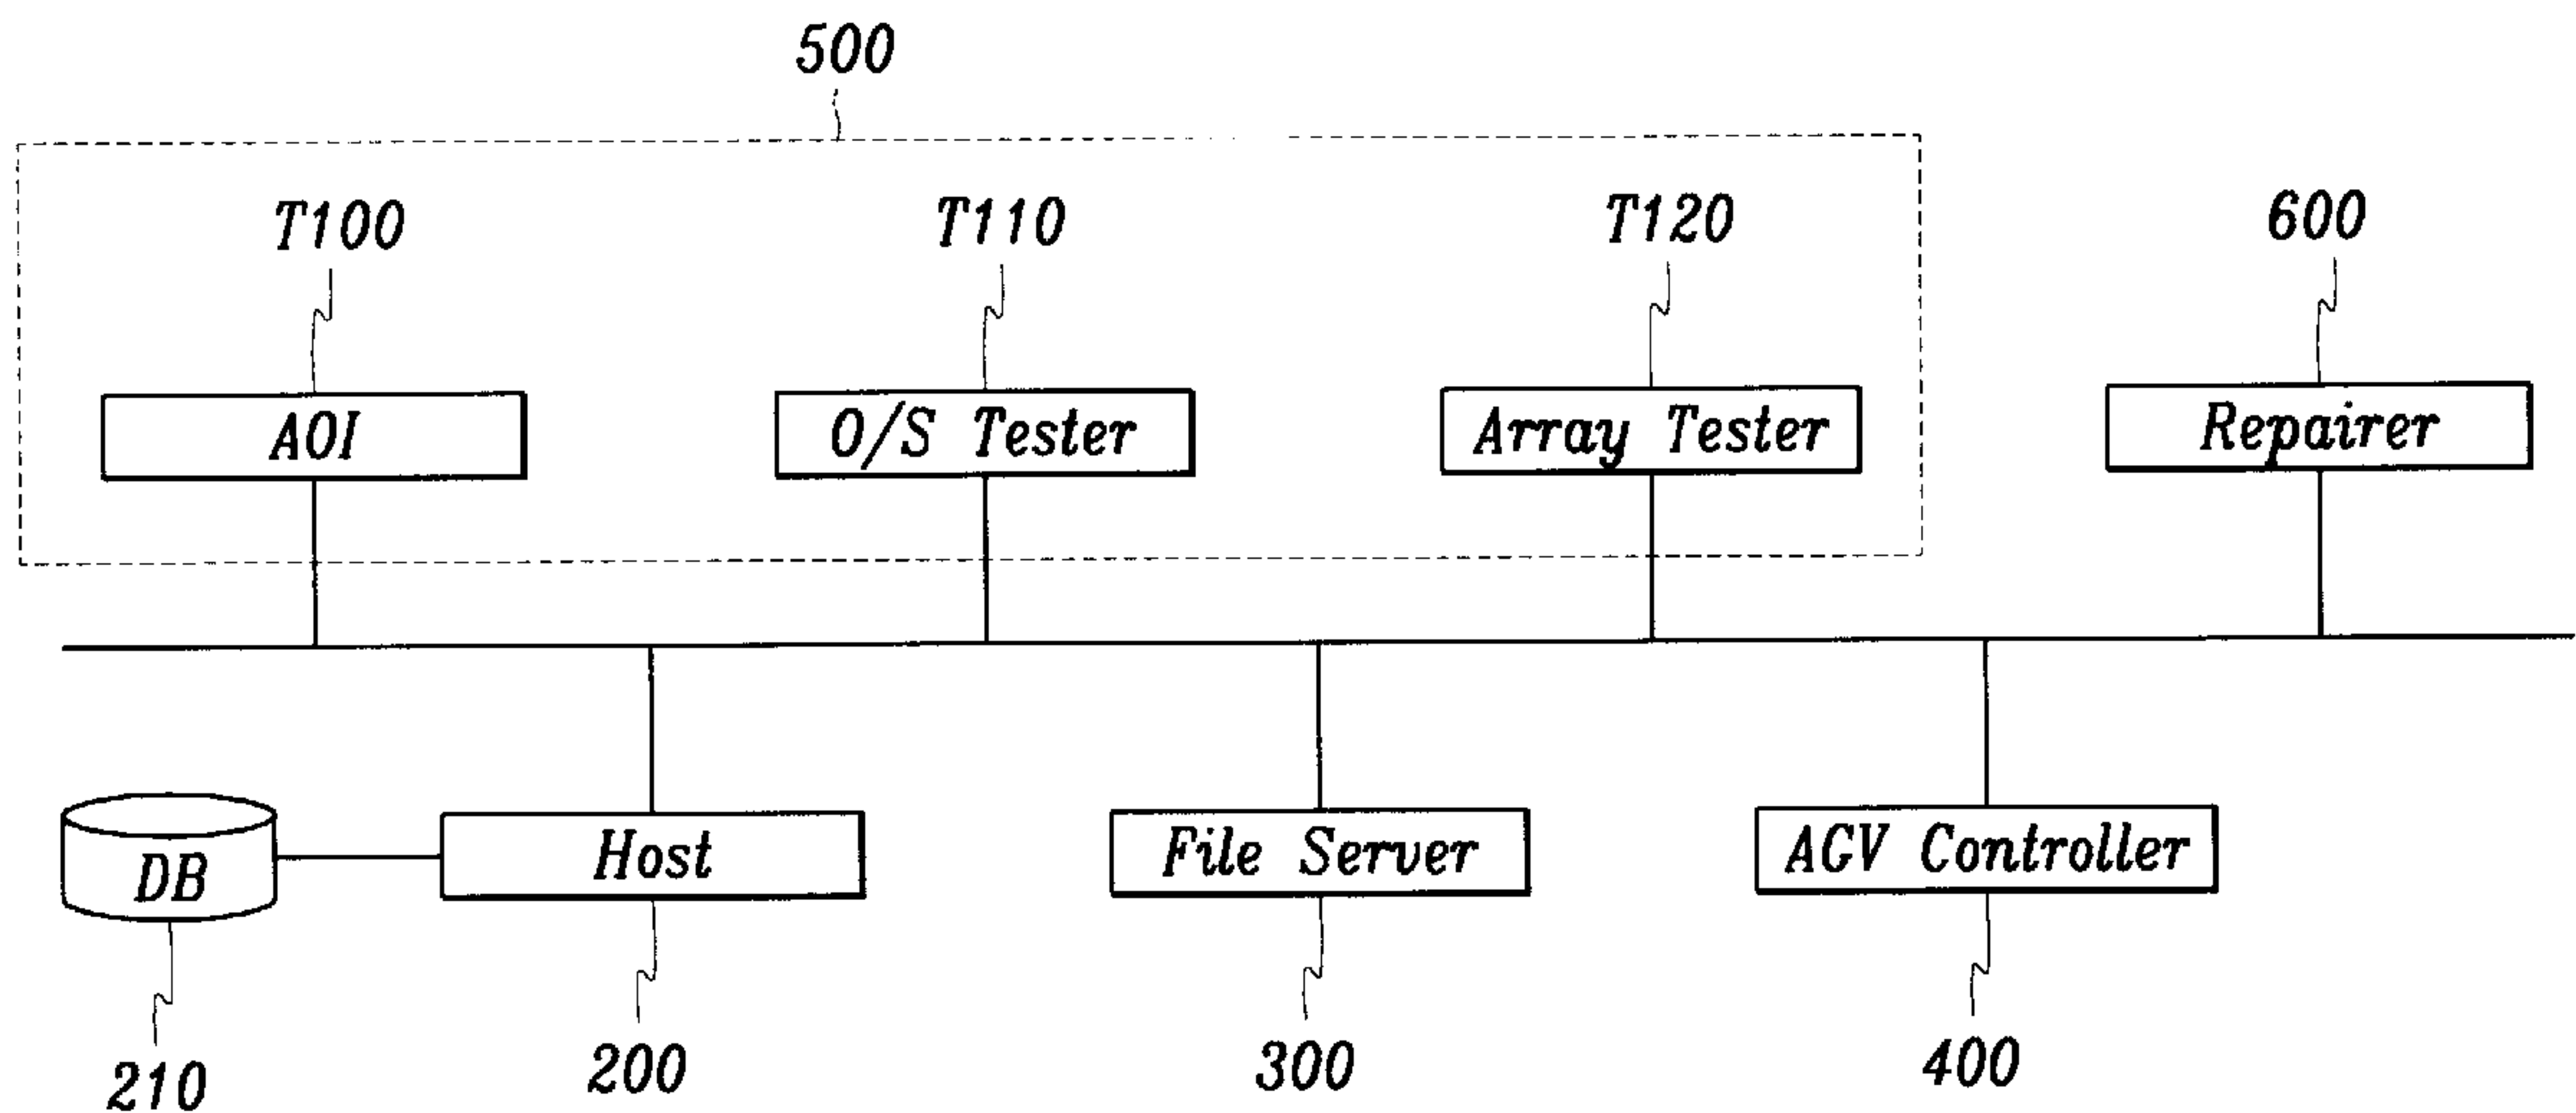 500
T100
T110
T120
600
AOI
O/S Tester
Array Tester
Repairer
DB
Host
File Server
AGV Controller
210
200
300
400